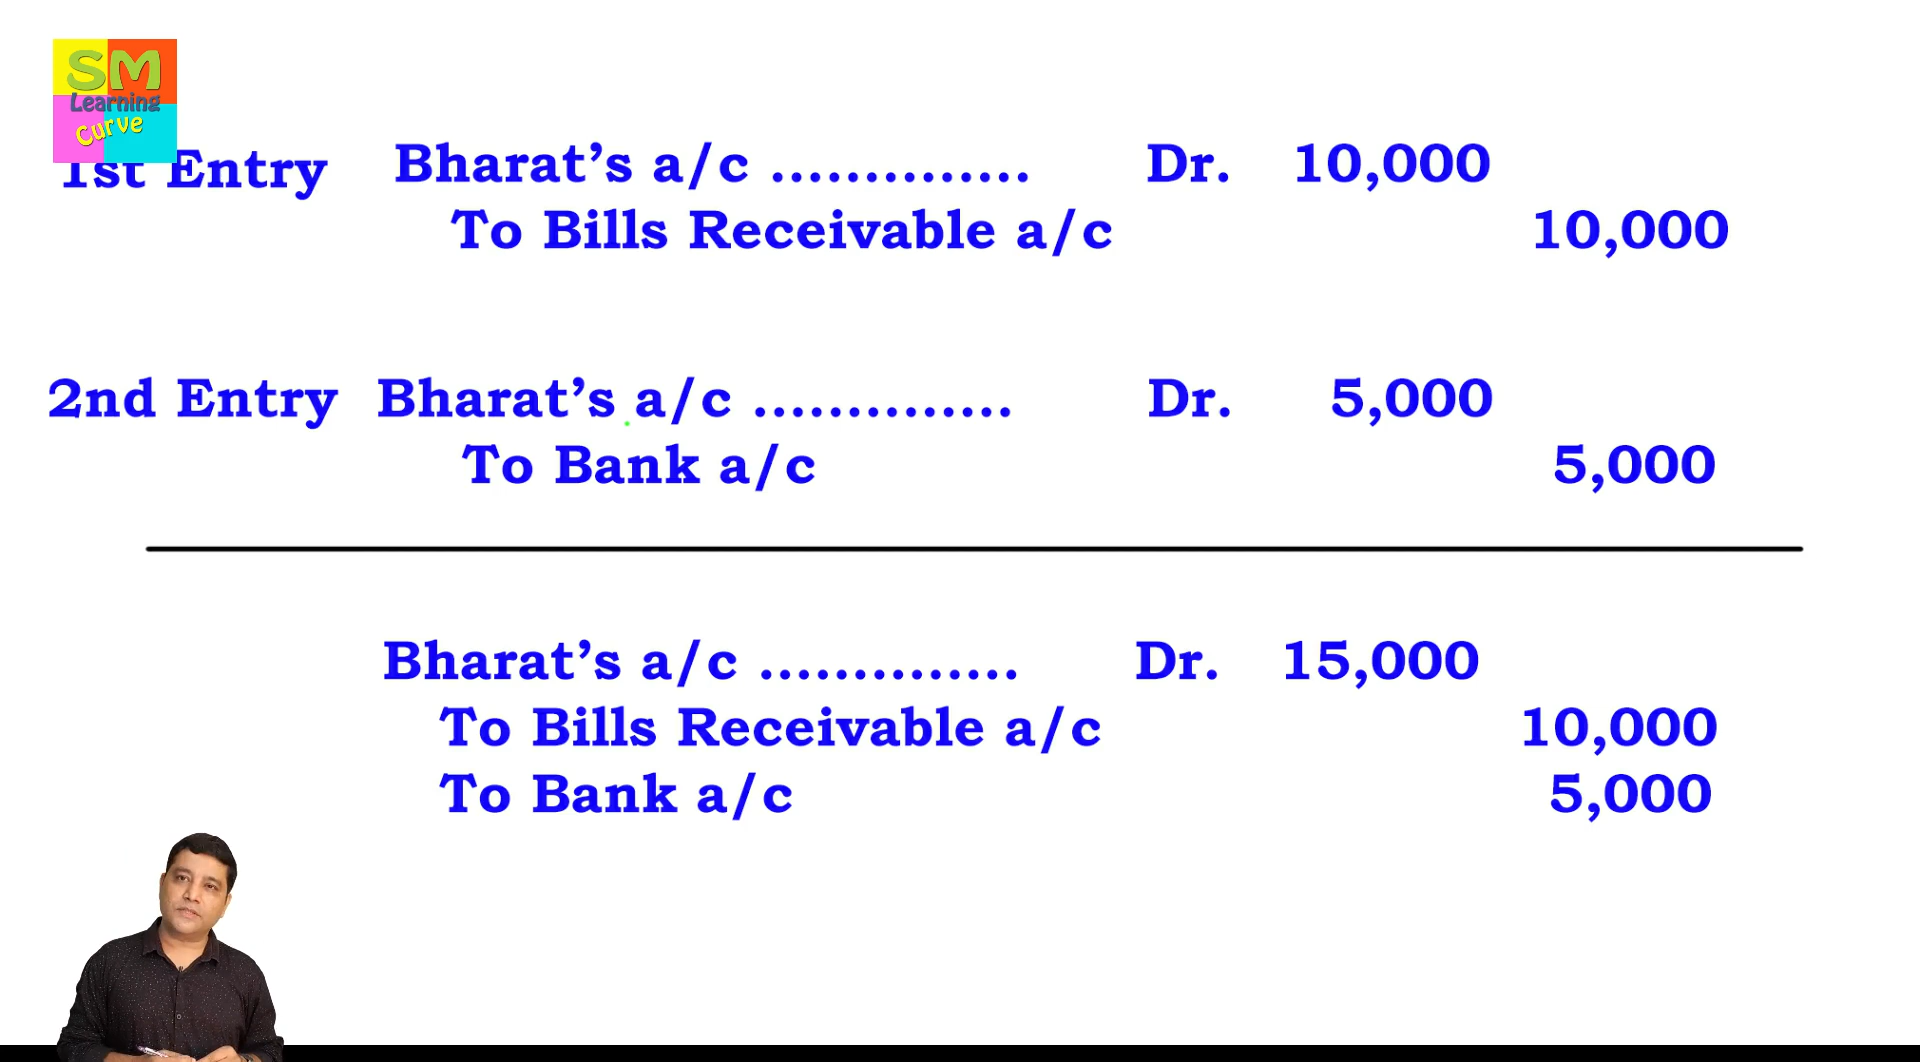 SM
Learning
Curve
1st Entry Bharat's a/c .............. Dr. 10,000
To Bills Receivable a/c 10,000
2nd Entry Bharat's a/c .............. Dr. 5,000
To Bank a/c 5,000
Bharat's a/c .............. Dr. 15,000
To Bills Receivable a/c 10,000
To Bank a/c 5,000